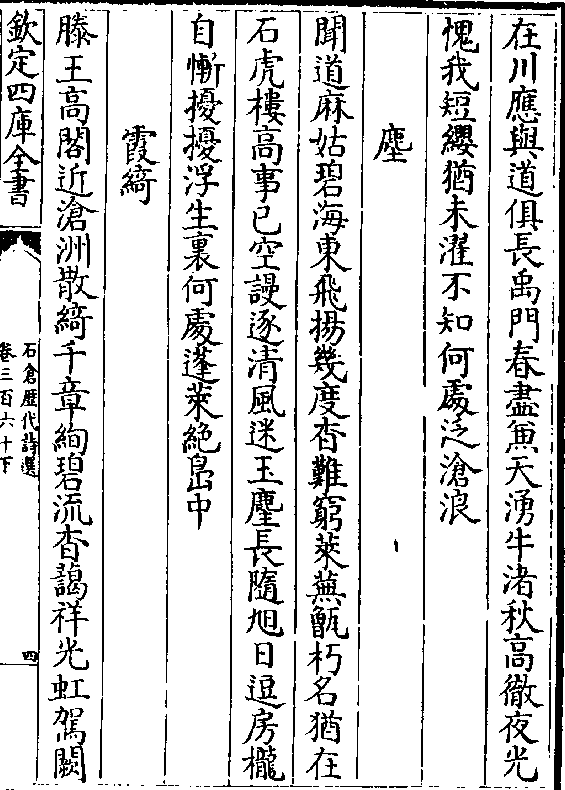 在川應與道俱長禹門春盡兼天湧牛渚秋高徹夜光
愧我短纓猶未濯不知何處泛滄浪
塵
聞道麻姑碧海東飛揚幾度杳難窮萊蕪甑朽名猶在
石虎樓高事已空謾逐清風迷玉麈長隨旭日逗房櫳
自慚擾擾浮生裏何處蓬萊絶島中
霞綺
滕王高閣近滄洲散綺千章絢碧流杳靄祥光虹駕闕
欽定四庫全書
石倉歷代詩選
卷三百六十下
四